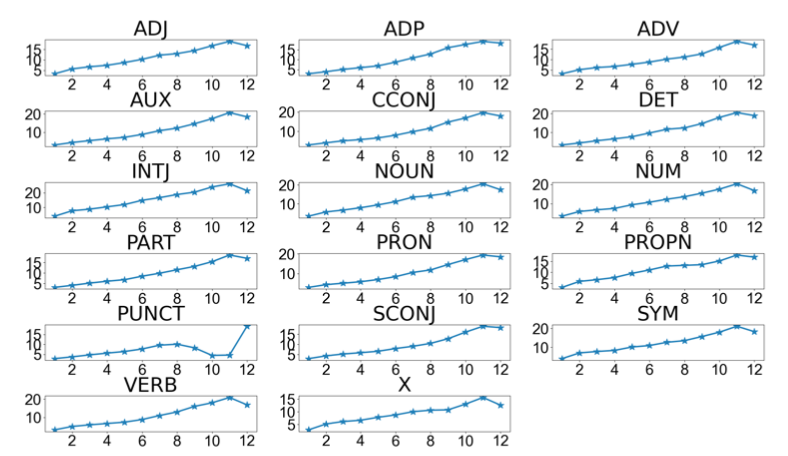 ADJ ADP ADV
15 15 15
10 10 10
5 5 5
2 4 6 8 10 12 2 4 6 8 10 12 2 4 6 8 10 12
AUX CCONJ DET
20 20 20
10 10 10
2 4 6 8 10 12 2 4 6 8 10 12 2 4 6 8 10 12
INTJ NOUN NUM
20 20 20
10 10 10
2 4 6 8 10 12 2 4 6 8 10 12 2 4 6 8 10 12
PART PRON PROPN
15 20 15
10 10 10
5 5
2 4 6 8 10 12 2 4 6 8 10 12 2 4 6 8 10 12
PUNCT SCONJ SYM
15 15 20
10 10 10
5 5
2 4 6 8 10 12 2 4 6 8 10 12 2 4 6 8 10 12
VERB X
20 15
10 10
5
2 4 6 8 10 12 2 4 6 8 10 12